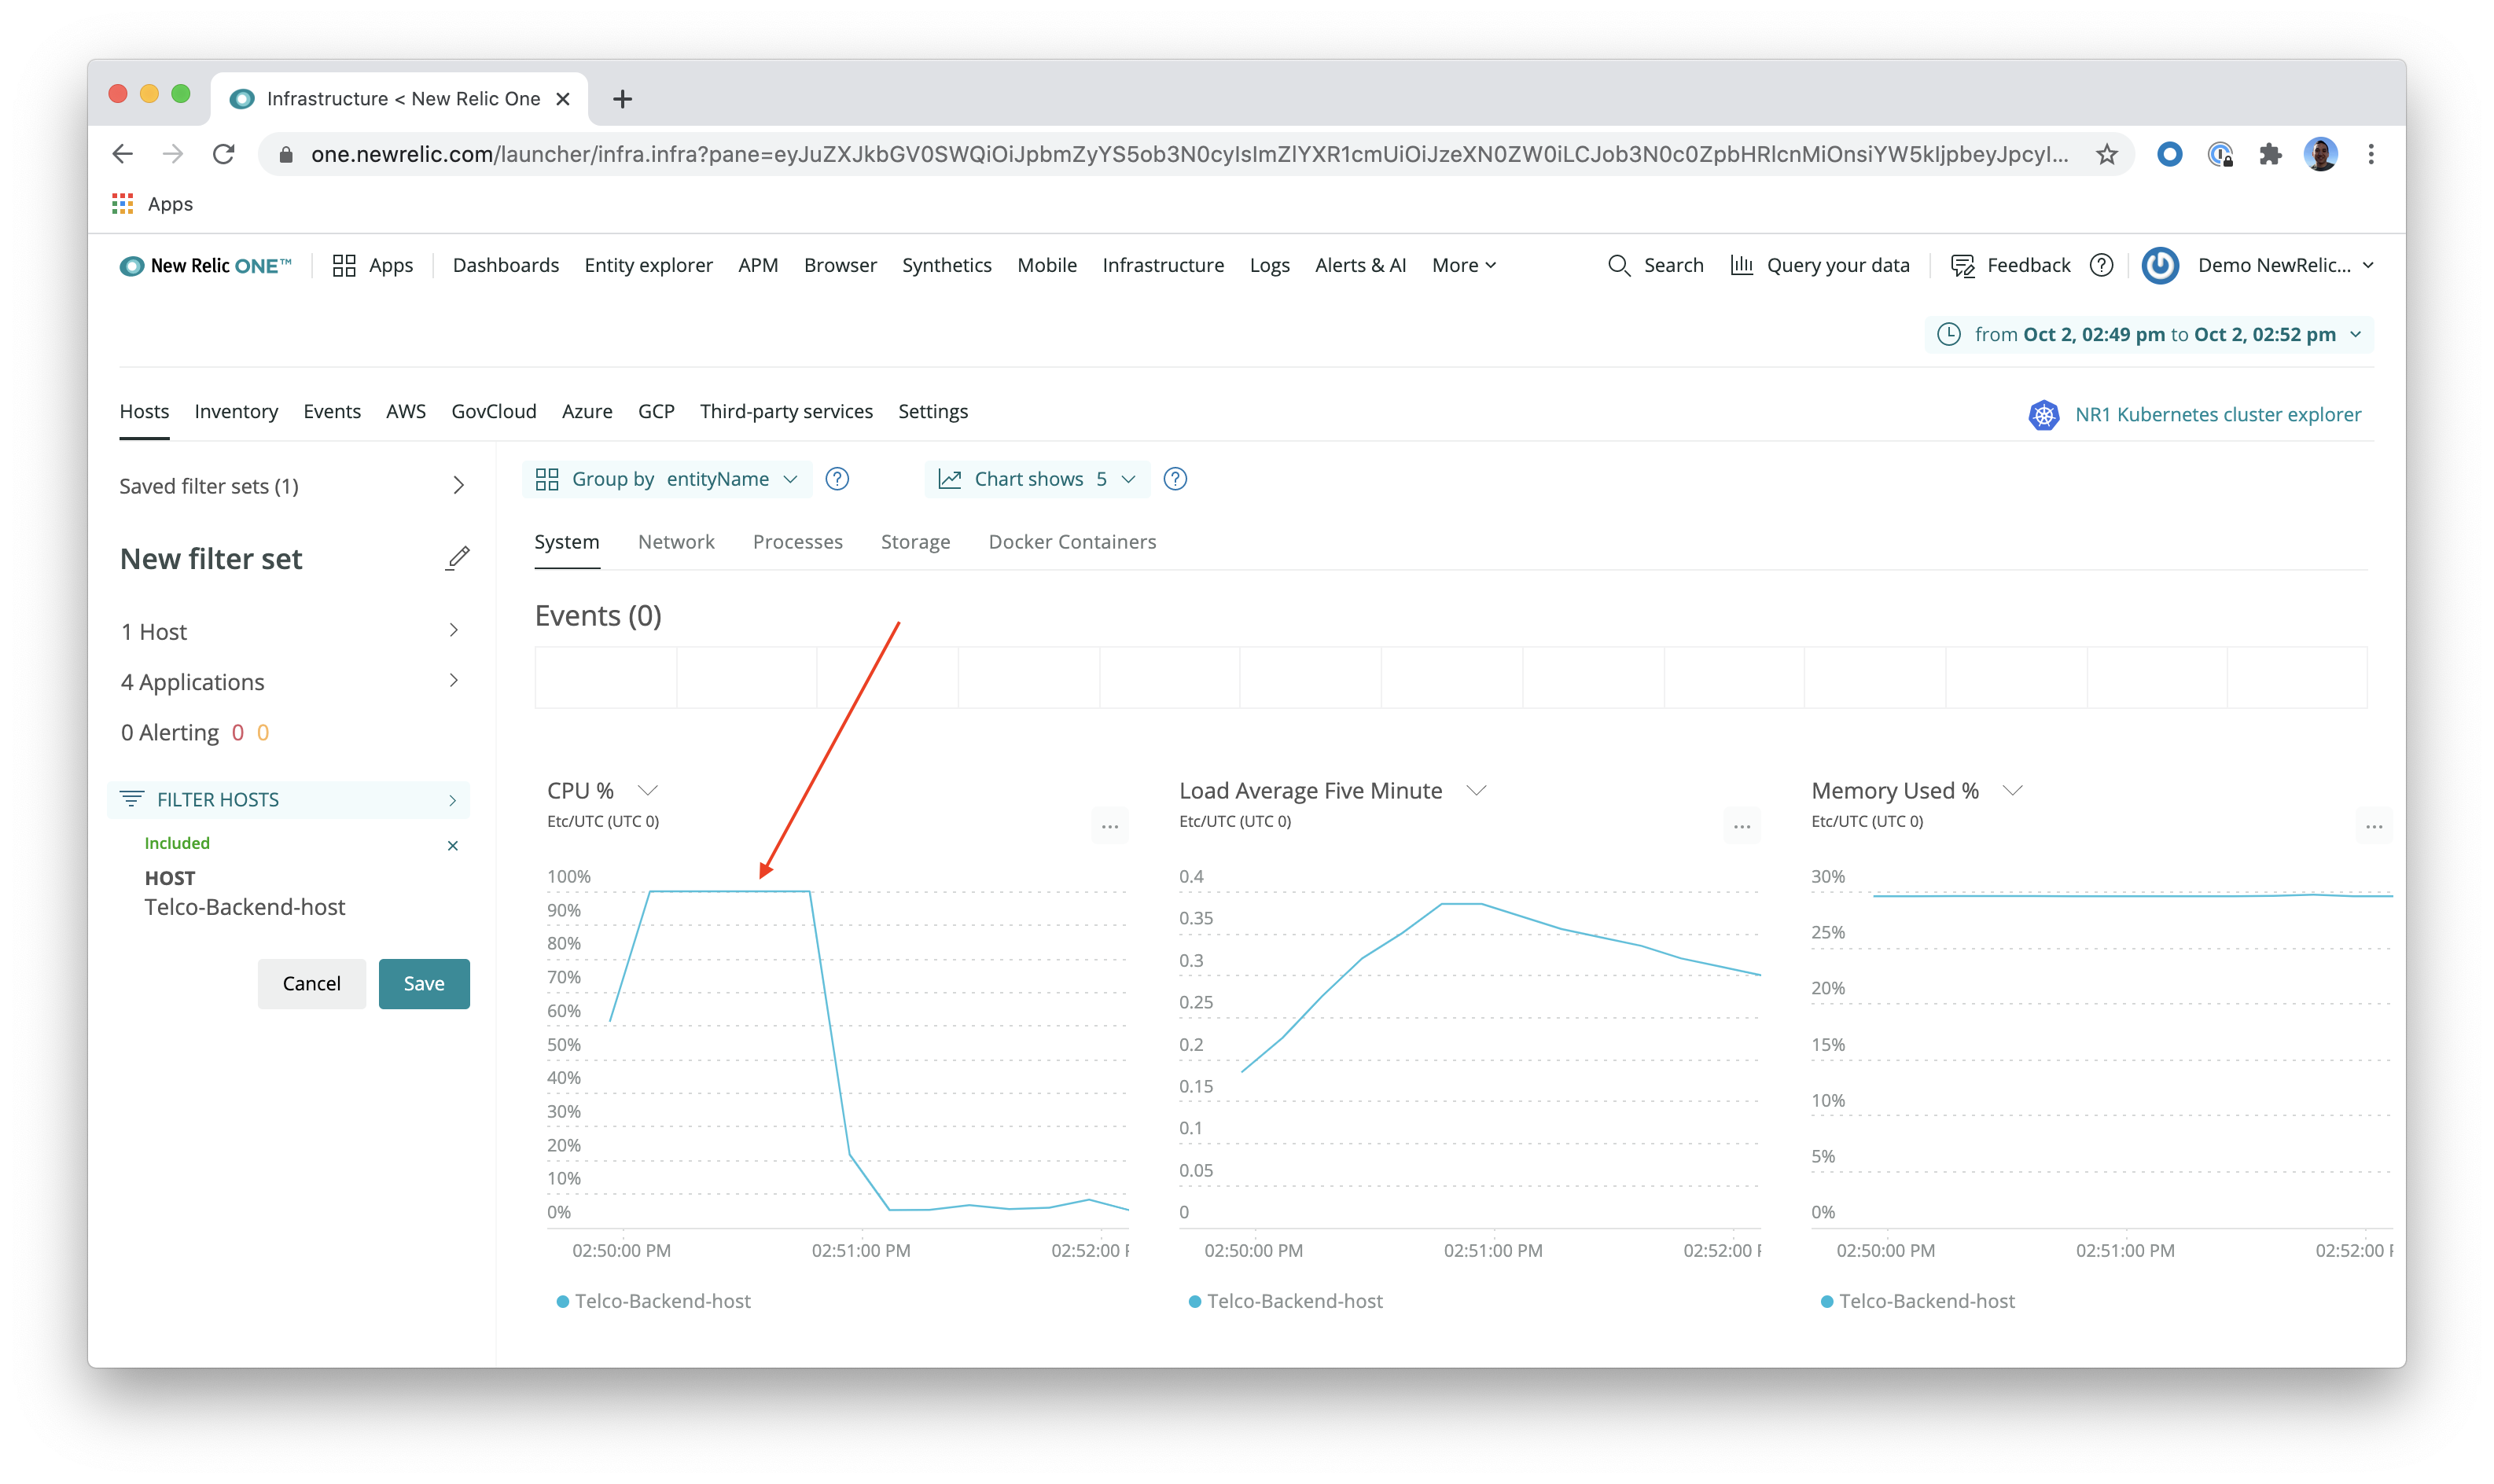 Infrastructure < New Relic One
one.newrelic.com/launcher/infra.infra?pane=eyJuZXJkbGV0SWQiOiJpbmZyYS5ob3N0cyIsImZlYXR1cmUiOiJzeXN0ZW0iLCJob3N0c0ZpbHRlcnMiOnsiYW5kIjpbeyJpcyI...
Apps
New Relic ONE™ Apps Dashboards Entity explorer APM Browser Synthetics Mobile Infrastructure Logs Alerts & AI More Search Query your data Feedback Demo NewRelic...
from Oct 2, 02:49 pm to Oct 2, 02:52 pm
Hosts Inventory Events AWS GovCloud Azure GCP Third-party services Settings NR1 Kubernetes cluster explorer
Saved filter sets (1)
New filter set
1 Host
4 Applications
0 Alerting 0 0
FILTER HOSTS
Included
HOST
Telco-Backend-host
Cancel Save
Group by entityName ? Chart shows 5 ?
System Network Processes Storage Docker Containers
Events (0)
CPU %
Etc/UTC (UTC 0)
...
100%
90%
80%
70%
60%
50%
40%
30%
20%
10%
0%
02:50:00 PM 02:51:00 PM 02:52:00 P
Telco-Backend-host
Load Average Five Minute
Etc/UTC (UTC 0)
...
0.4
0.35
0.3
0.25
0.2
0.15
0.1
0.05
0
02:50:00 PM 02:51:00 PM 02:52:00 P
Telco-Backend-host
Memory Used %
Etc/UTC (UTC 0)
...
30%
25%
20%
15%
10%
5%
0%
02:50:00 PM 02:51:00 PM 02:52:00 P
Telco-Backend-host